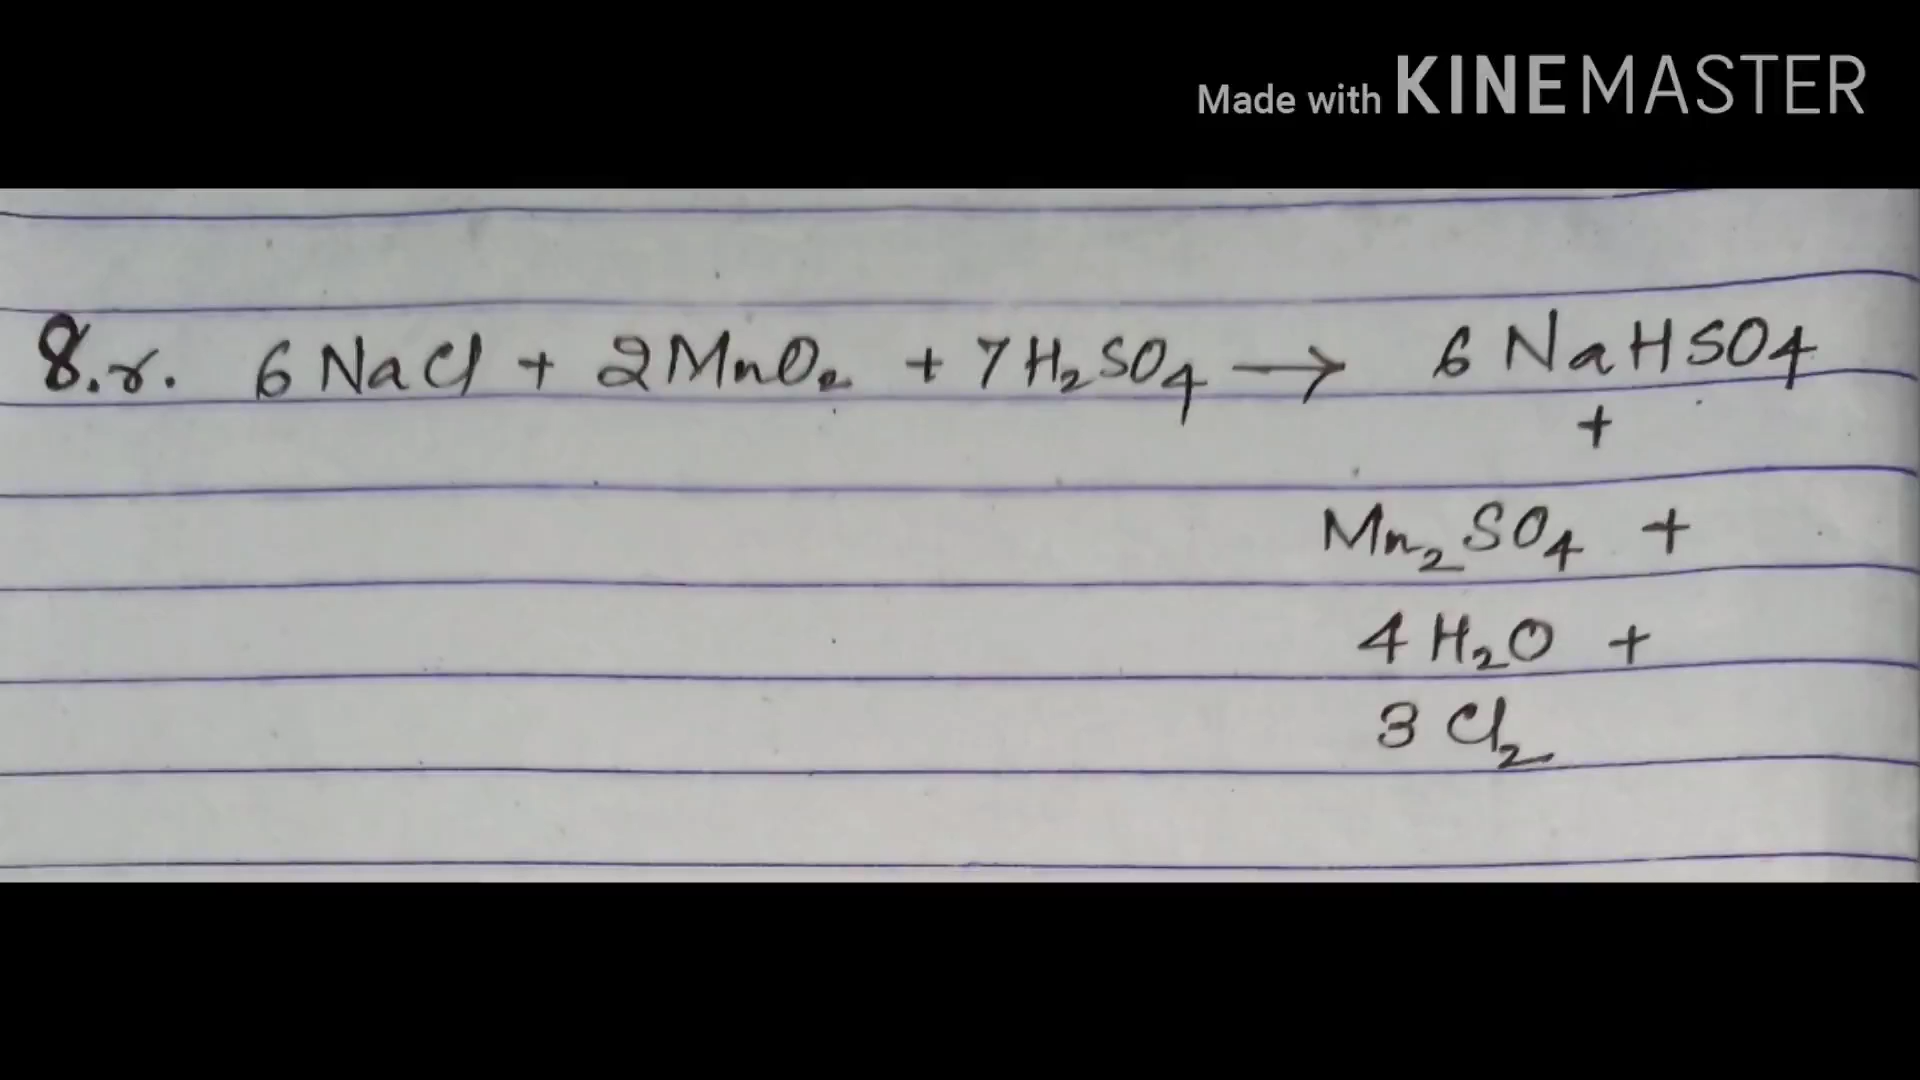 Made with KINEMASTER
8.r. 6 NaCl + 2MnO₂ + 7H₂SO₄ → 6 NaHSO4
+
Mn₂SO₄ +
4 H₂O +
3 Cl₂